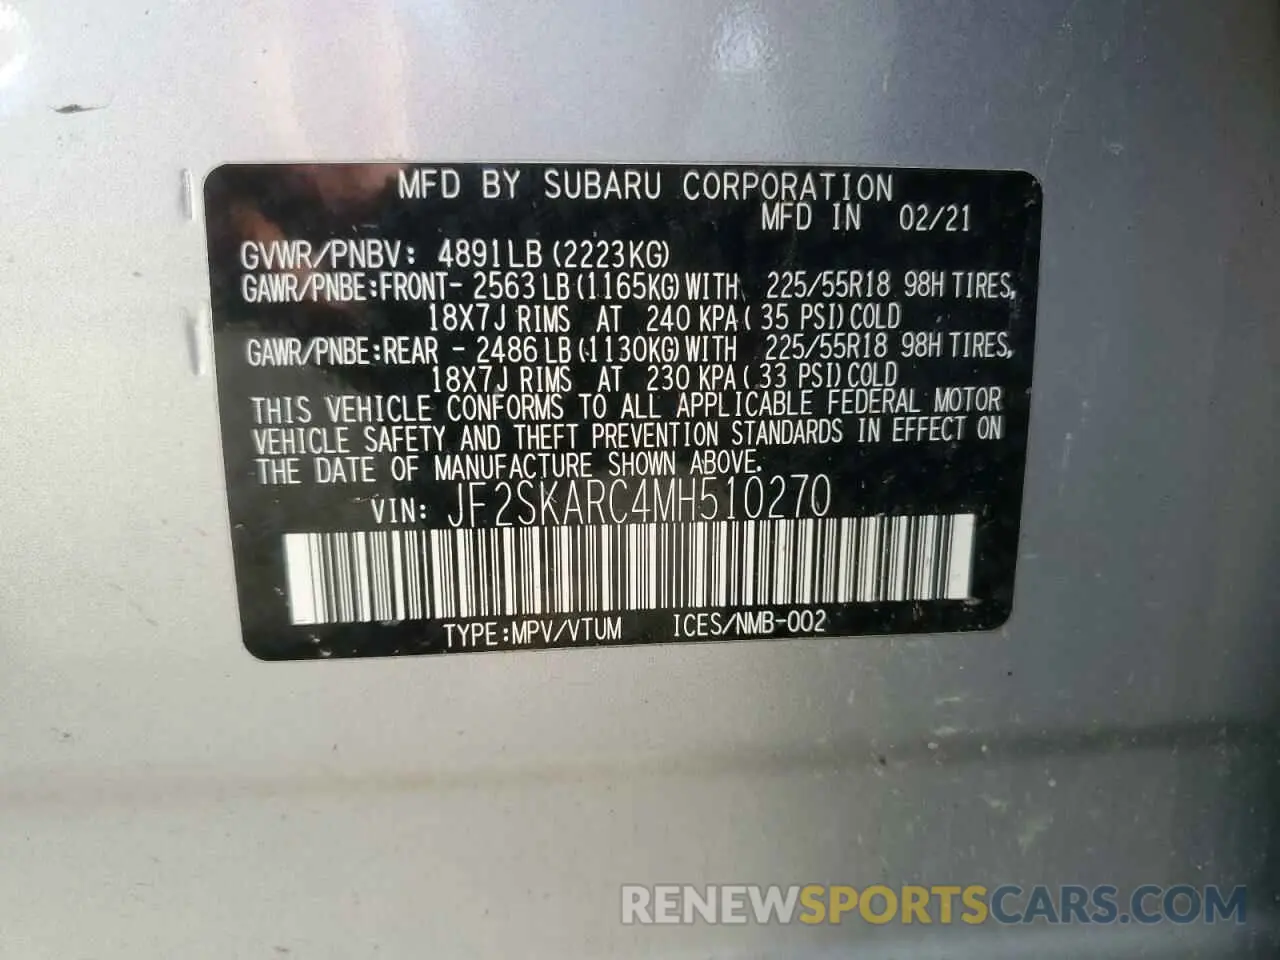 MFD BY SUBARU CORPORATION
MFD IN 02/21
GVWR/PNBV: 4891LB (2223KG)
GAWR/PNBE:FRONT- 2563 LB (1165KG) WITH 225/55R18 98H TIRES,
18X7J RIMS AT 240 KPA ( 35 PSI) COLD
GAWR/PNBE:REAR - 2486 LB (1130KG) WITH 225/55R18 98H TIRES,
18X7J RIMS AT 230 KPA ( 33 PSI) COLD
THIS VEHICLE CONFORMS TO ALL APPLICABLE FEDERAL MOTOR
VEHICLE SAFETY AND THEFT PREVENTION STANDARDS IN EFFECT ON
THE DATE OF MANUFACTURE SHOWN ABOVE.
VIN: JF2SKARC4MH510270
TYPE:MPV/VTUM ICES/NMB-002
RENEWSPORTSCARS.COM